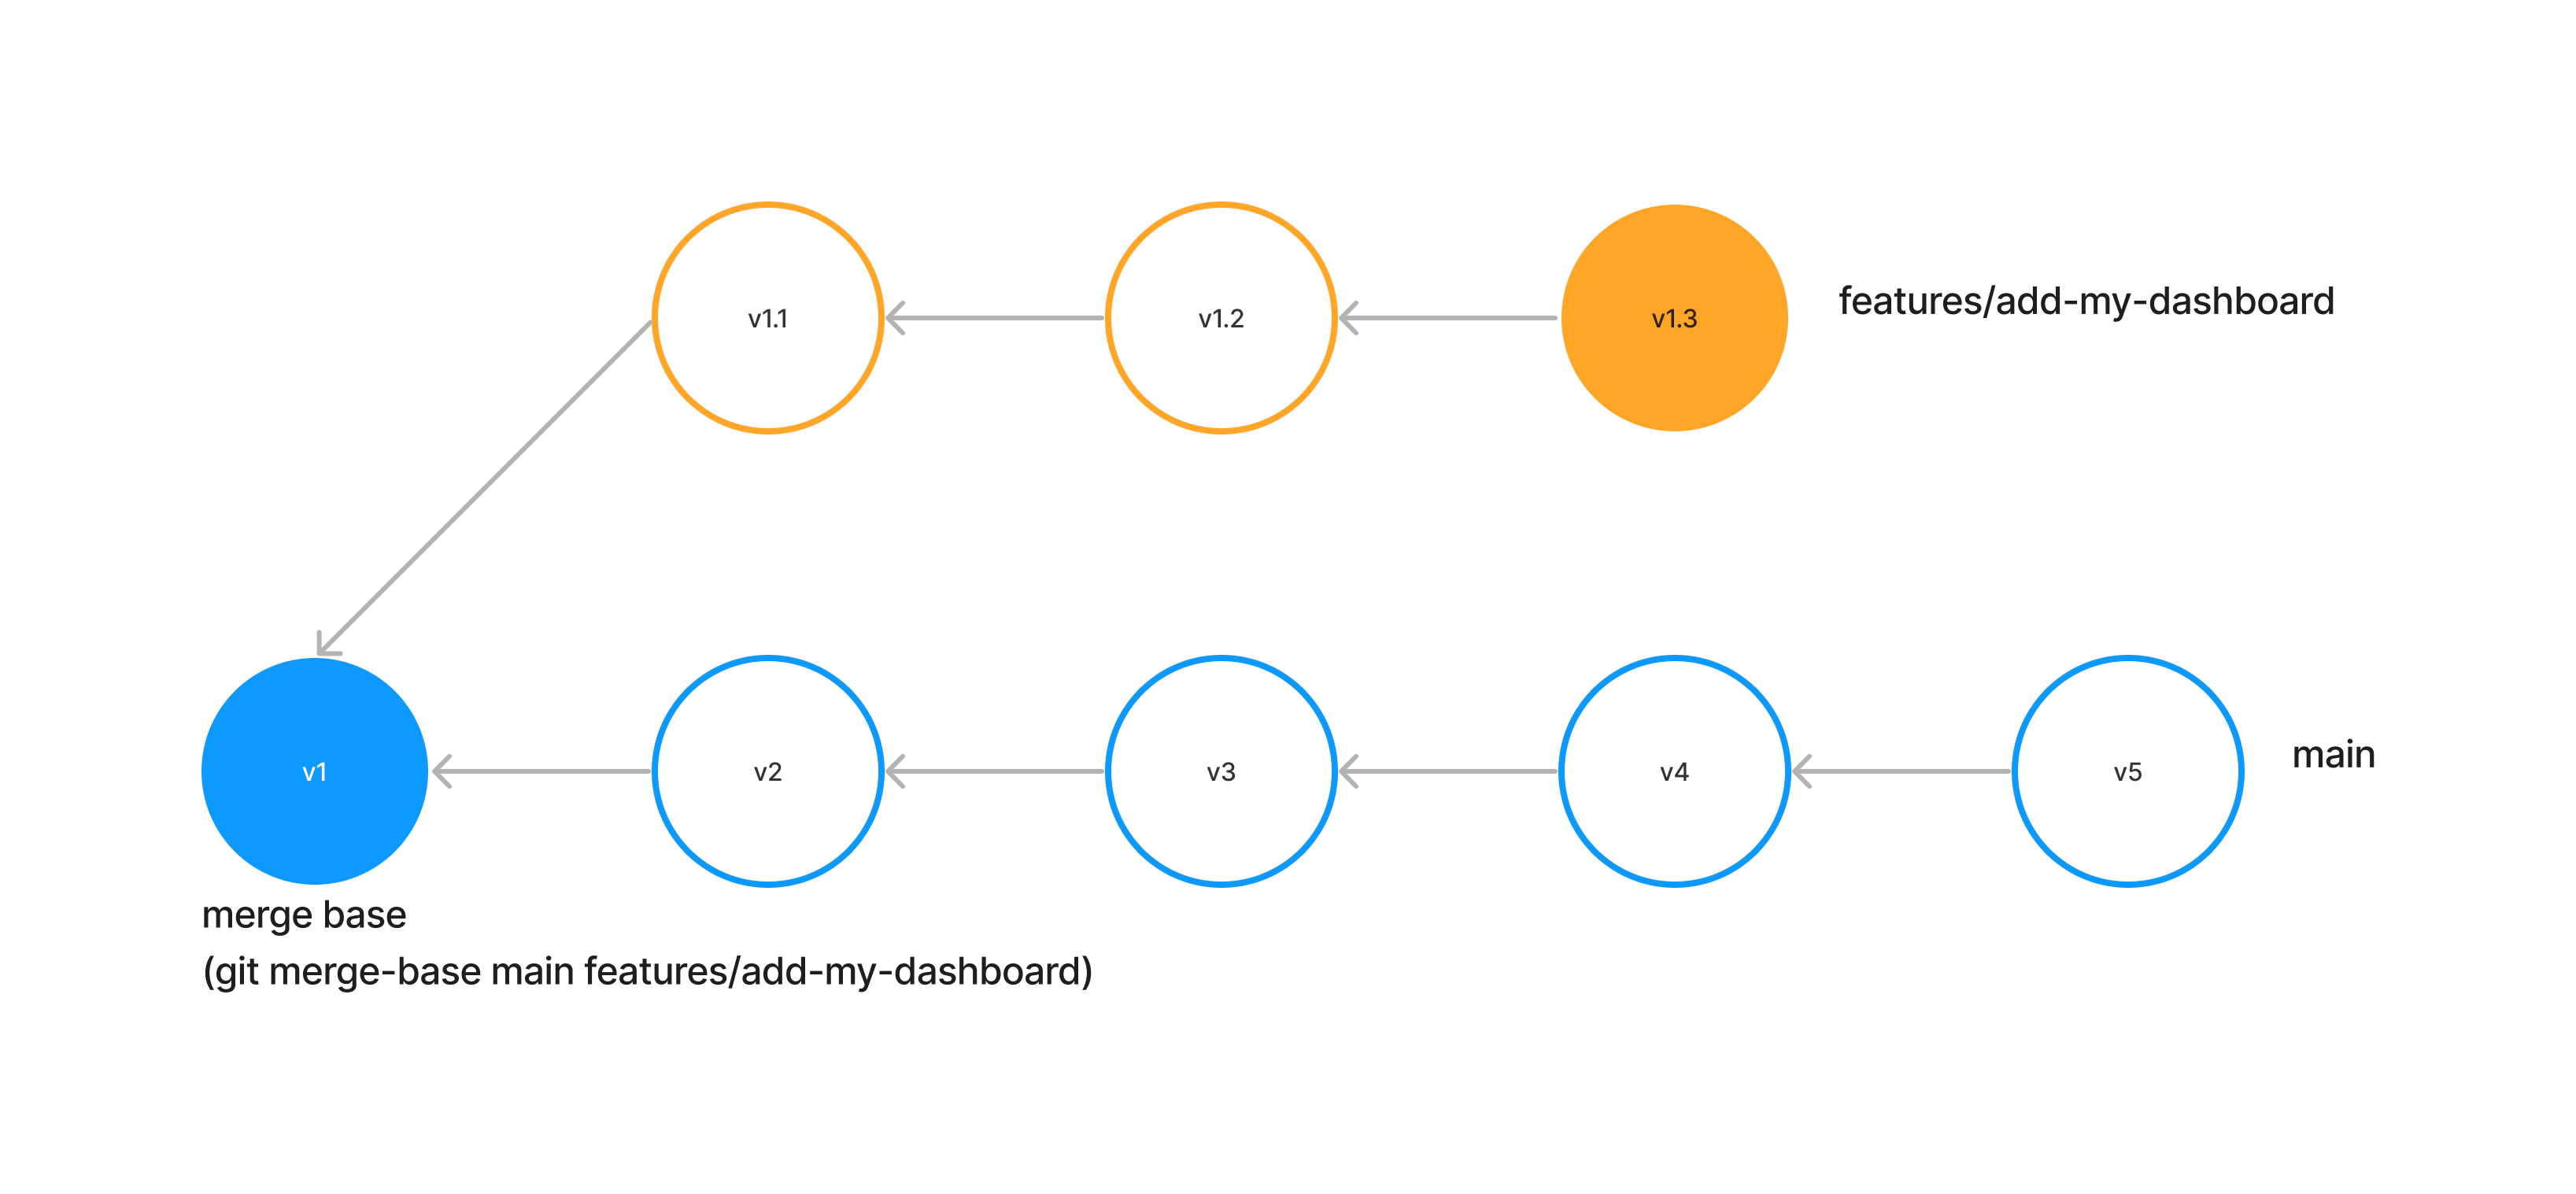 v1.1
v1.2
v1.3
features/add-my-dashboard
v1
v2
v3
v4
v5
main
merge base
(git merge-base main features/add-my-dashboard)